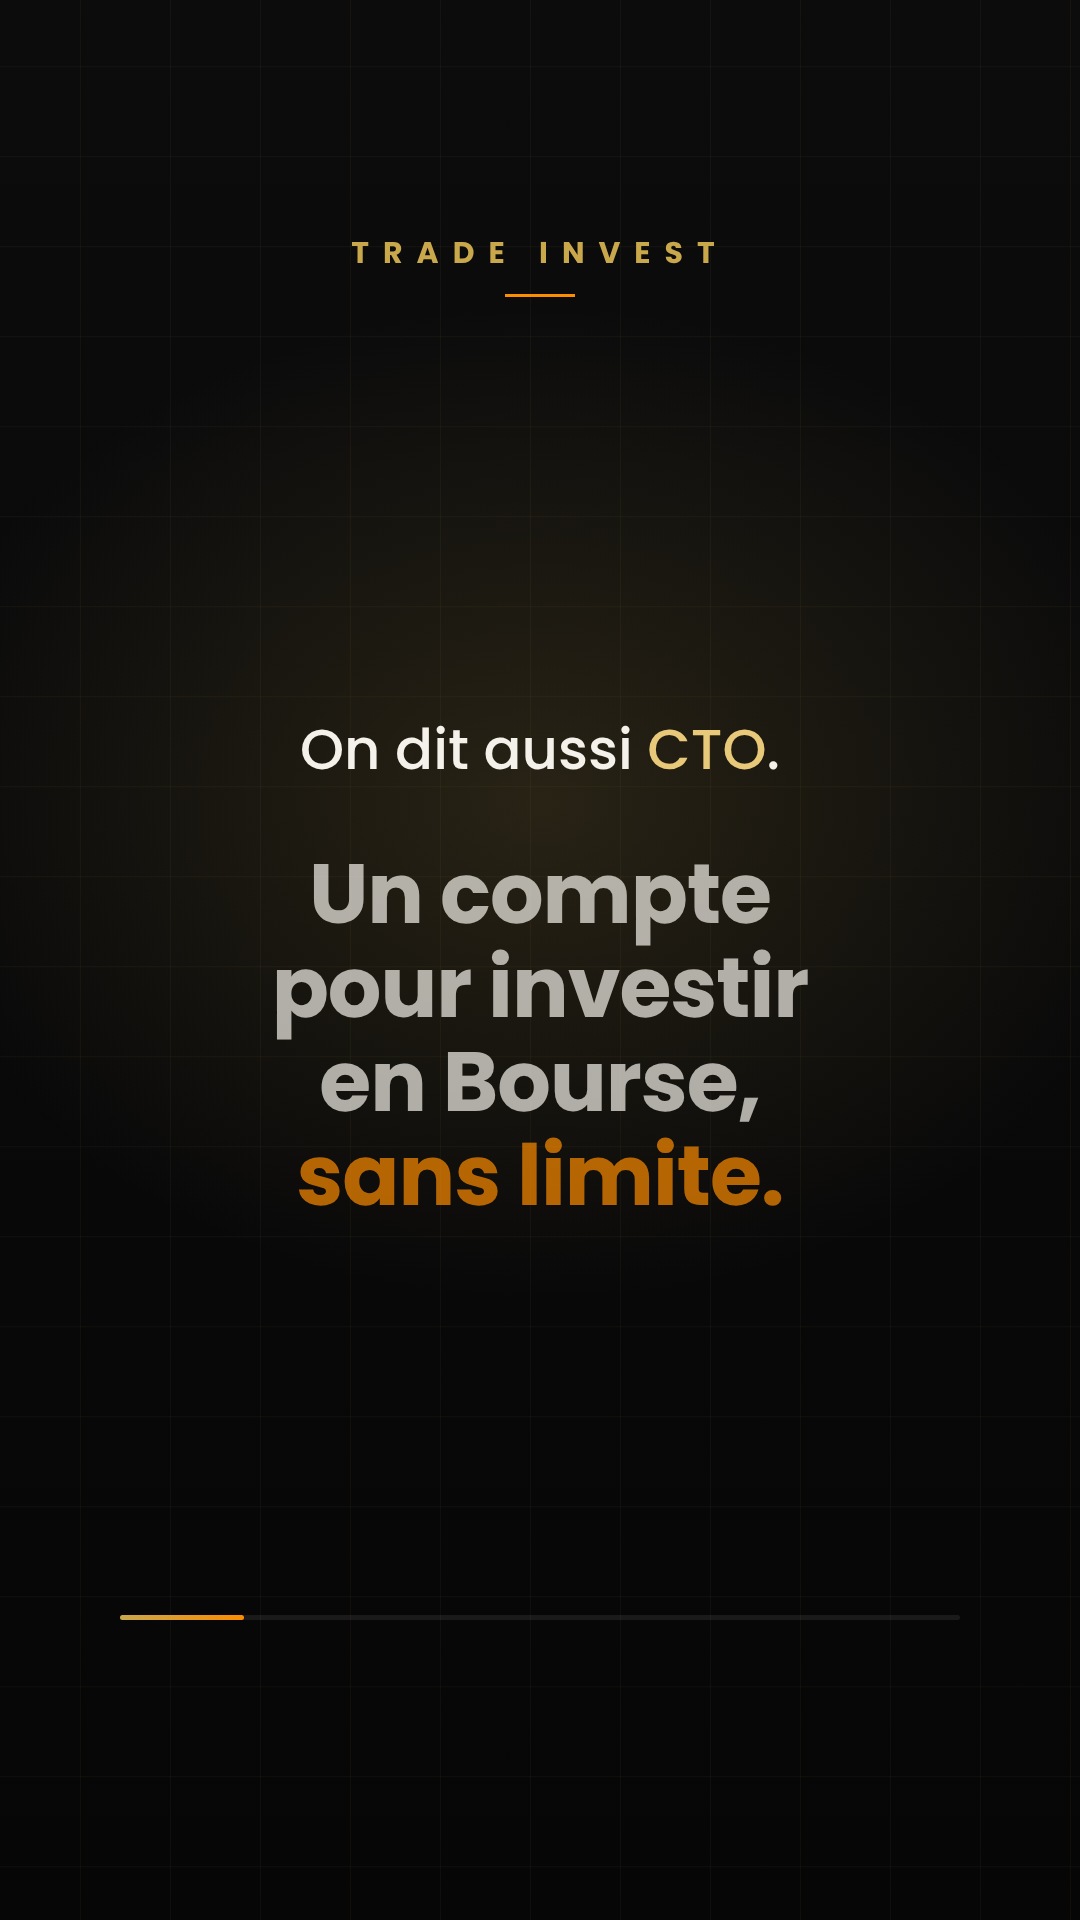 TRADE INVEST
On dit aussi CTO.
Un compte
pour investir
en Bourse,
sans limite.